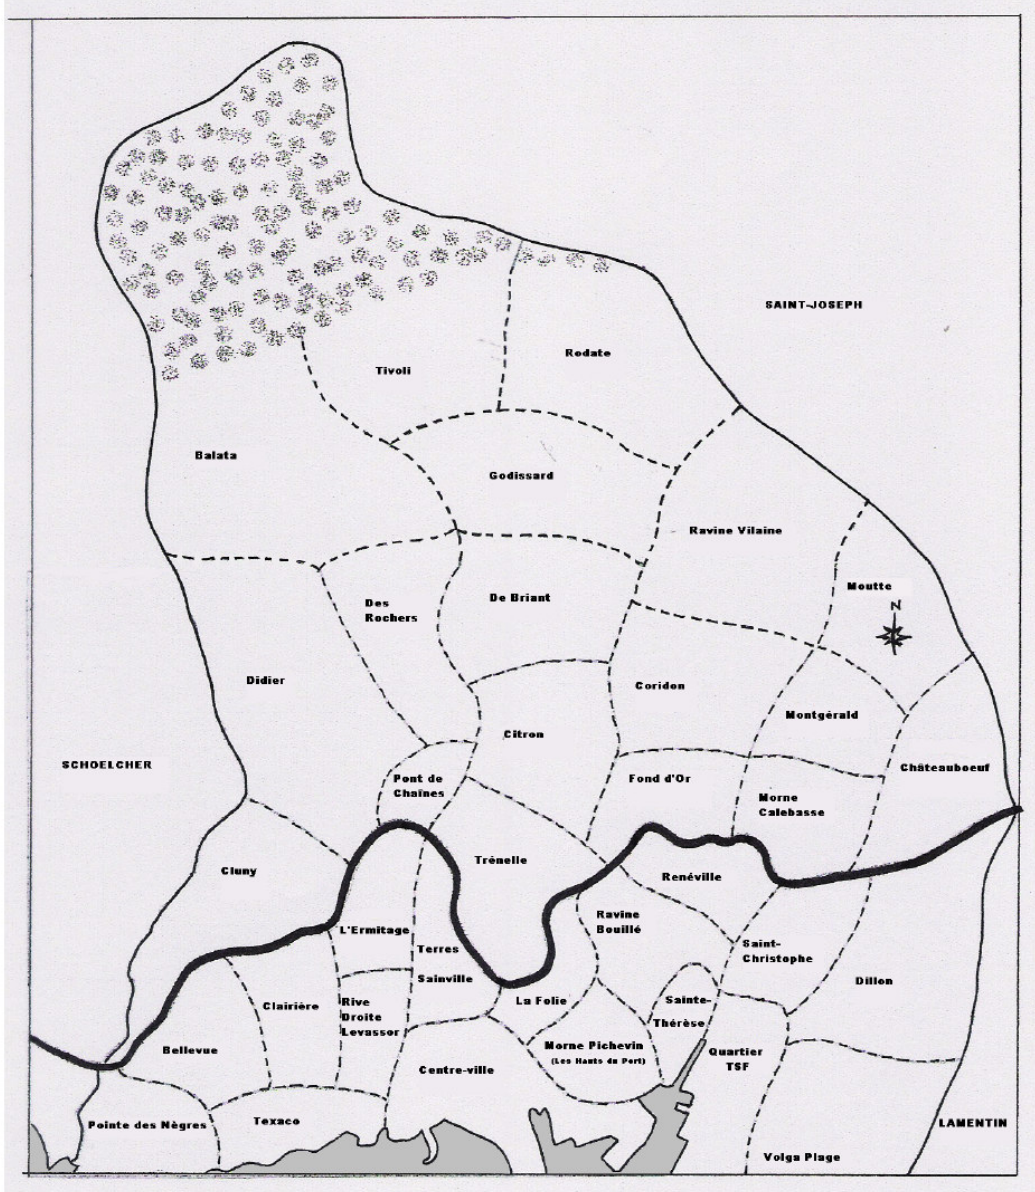 SAINT-JOSEPH
Rodate
Tivoli
Balata
Godissard
Ravine Vilaine
Moutte
N
De Briant
Des
Rochers
Didier
Coridon
Montgérald
Citron
SCHOELCHER
Châteauboeuf
Pont de
Chaînes
Fond d'Or
Morne
Calebasse
Trénelle
Cluny
Renéville
Ravine
Bouillé
L'Ermitage
Terres
Sainville
Saint-
Christophe
Dillon
Clairière
Rive
Droite
Levassor
La Folie
Sainte-
Thérèse
Bellevue
Morne Pichevin
(Les Hauts du Port)
Quartier
TSF
Centre-ville
Pointe des Nègres
Texaco
LAMENTIN
Volga Plage